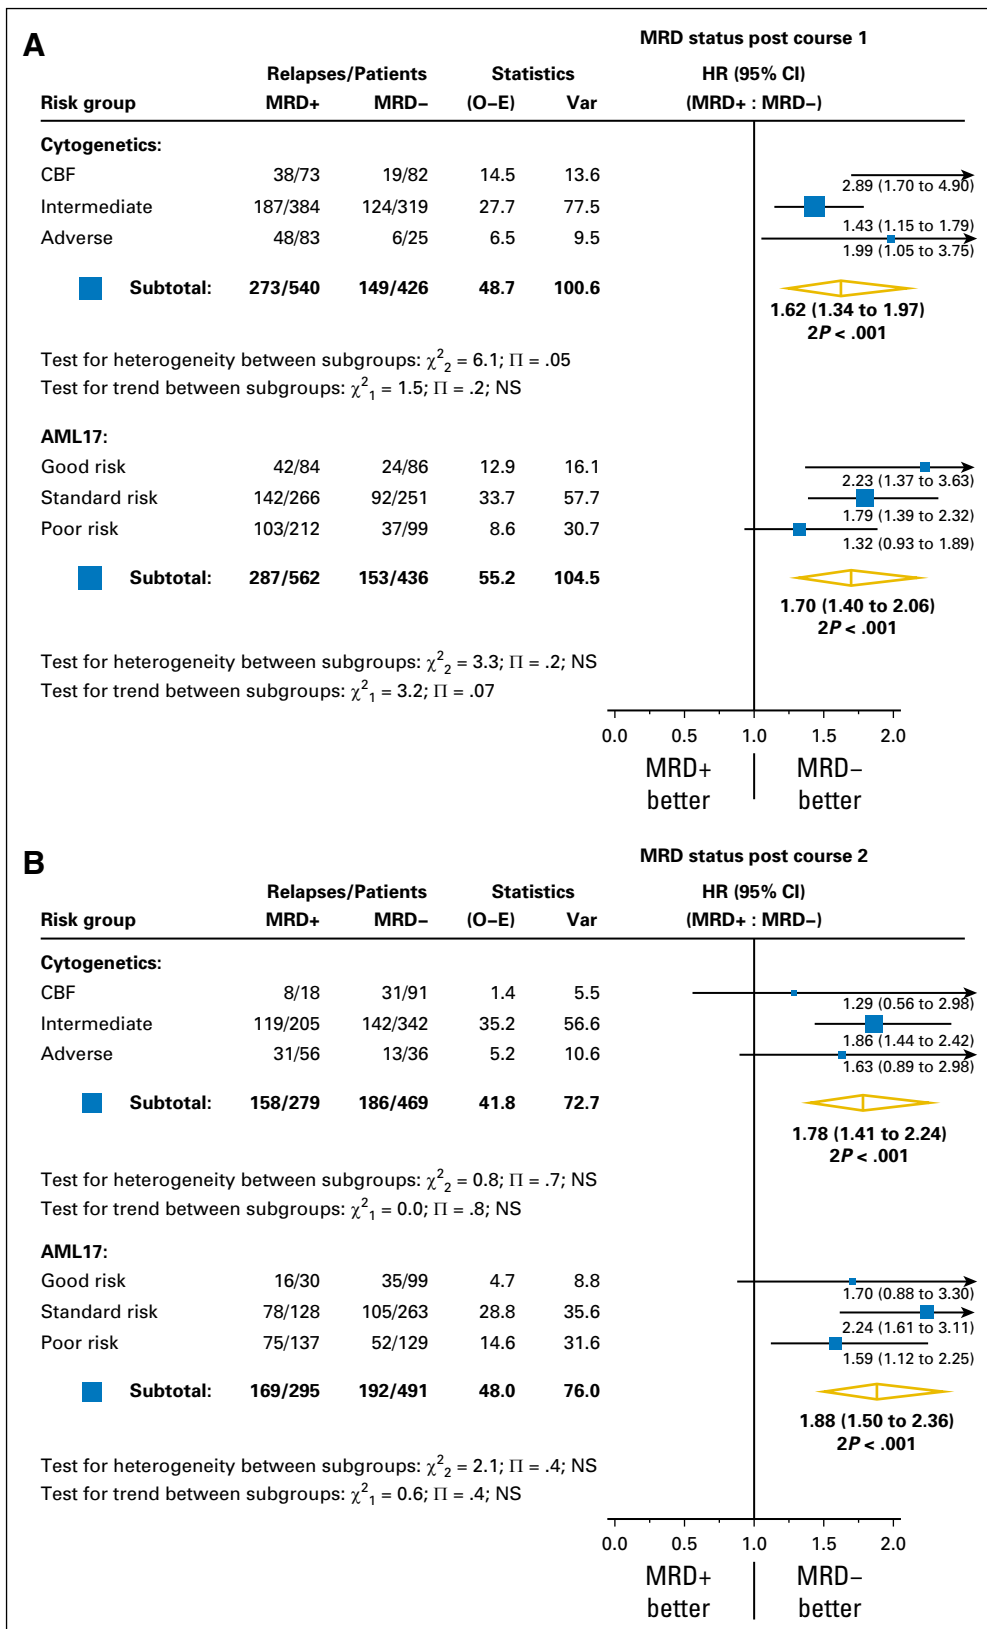 A
MRD status post course 1
Relapses/Patients Statistics HR (95% CI)
Risk group MRD+ MRD− (O−E) Var (MRD+ : MRD−)
Cytogenetics:
CBF 38/73 19/82 14.5 13.6
2.89 (1.70 to 4.90)
Intermediate 187/384 124/319 27.7 77.5
1.43 (1.15 to 1.79)
Adverse 48/83 6/25 6.5 9.5
1.99 (1.05 to 3.75)
Subtotal: 273/540 149/426 48.7 100.6
1.62 (1.34 to 1.97)
2P < .001
Test for heterogeneity between subgroups: χ²₂ = 6.1; Π = .05
Test for trend between subgroups: χ²₁ = 1.5; Π = .2; NS
AML17:
Good risk 42/84 24/86 12.9 16.1
2.23 (1.37 to 3.63)
Standard risk 142/266 92/251 33.7 57.7
1.79 (1.39 to 2.32)
Poor risk 103/212 37/99 8.6 30.7
1.32 (0.93 to 1.89)
Subtotal: 287/562 153/436 55.2 104.5
1.70 (1.40 to 2.06)
2P < .001
Test for heterogeneity between subgroups: χ²₂ = 3.3; Π = .2; NS
Test for trend between subgroups: χ²₁ = 3.2; Π = .07
0.0 0.5 1.0 1.5 2.0
MRD+ MRD−
better better
B
MRD status post course 2
Relapses/Patients Statistics HR (95% CI)
Risk group MRD+ MRD− (O−E) Var (MRD+ : MRD−)
Cytogenetics:
CBF 8/18 31/91 1.4 5.5
1.29 (0.56 to 2.98)
Intermediate 119/205 142/342 35.2 56.6
1.86 (1.44 to 2.42)
Adverse 31/56 13/36 5.2 10.6
1.63 (0.89 to 2.98)
Subtotal: 158/279 186/469 41.8 72.7
1.78 (1.41 to 2.24)
2P < .001
Test for heterogeneity between subgroups: χ²₂ = 0.8; Π = .7; NS
Test for trend between subgroups: χ²₁ = 0.0; Π = .8; NS
AML17:
Good risk 16/30 35/99 4.7 8.8
1.70 (0.88 to 3.30)
Standard risk 78/128 105/263 28.8 35.6
2.24 (1.61 to 3.11)
Poor risk 75/137 52/129 14.6 31.6
1.59 (1.12 to 2.25)
Subtotal: 169/295 192/491 48.0 76.0
1.88 (1.50 to 2.36)
2P < .001
Test for heterogeneity between subgroups: χ²₂ = 2.1; Π = .4; NS
Test for trend between subgroups: χ²₁ = 0.6; Π = .4; NS
0.0 0.5 1.0 1.5 2.0
MRD+ MRD−
better better